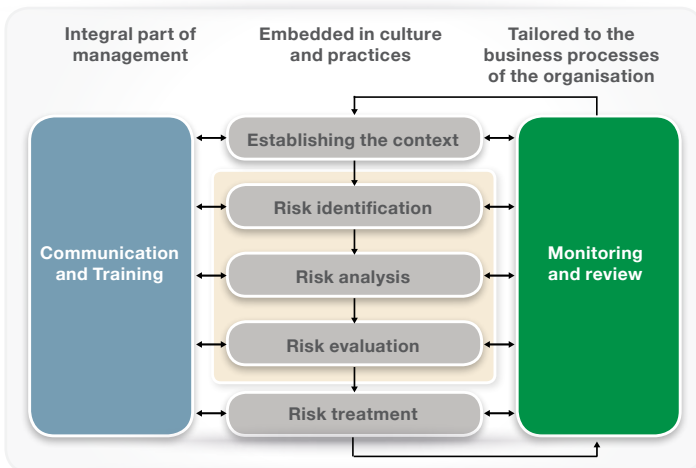 Integral part of
management
Embedded in culture
and practices
Tailored to the
business processes
of the organisation
Establishing the context
Risk identification
Communication
and Training
Monitoring
and review
Risk analysis
Risk evaluation
Risk treatment